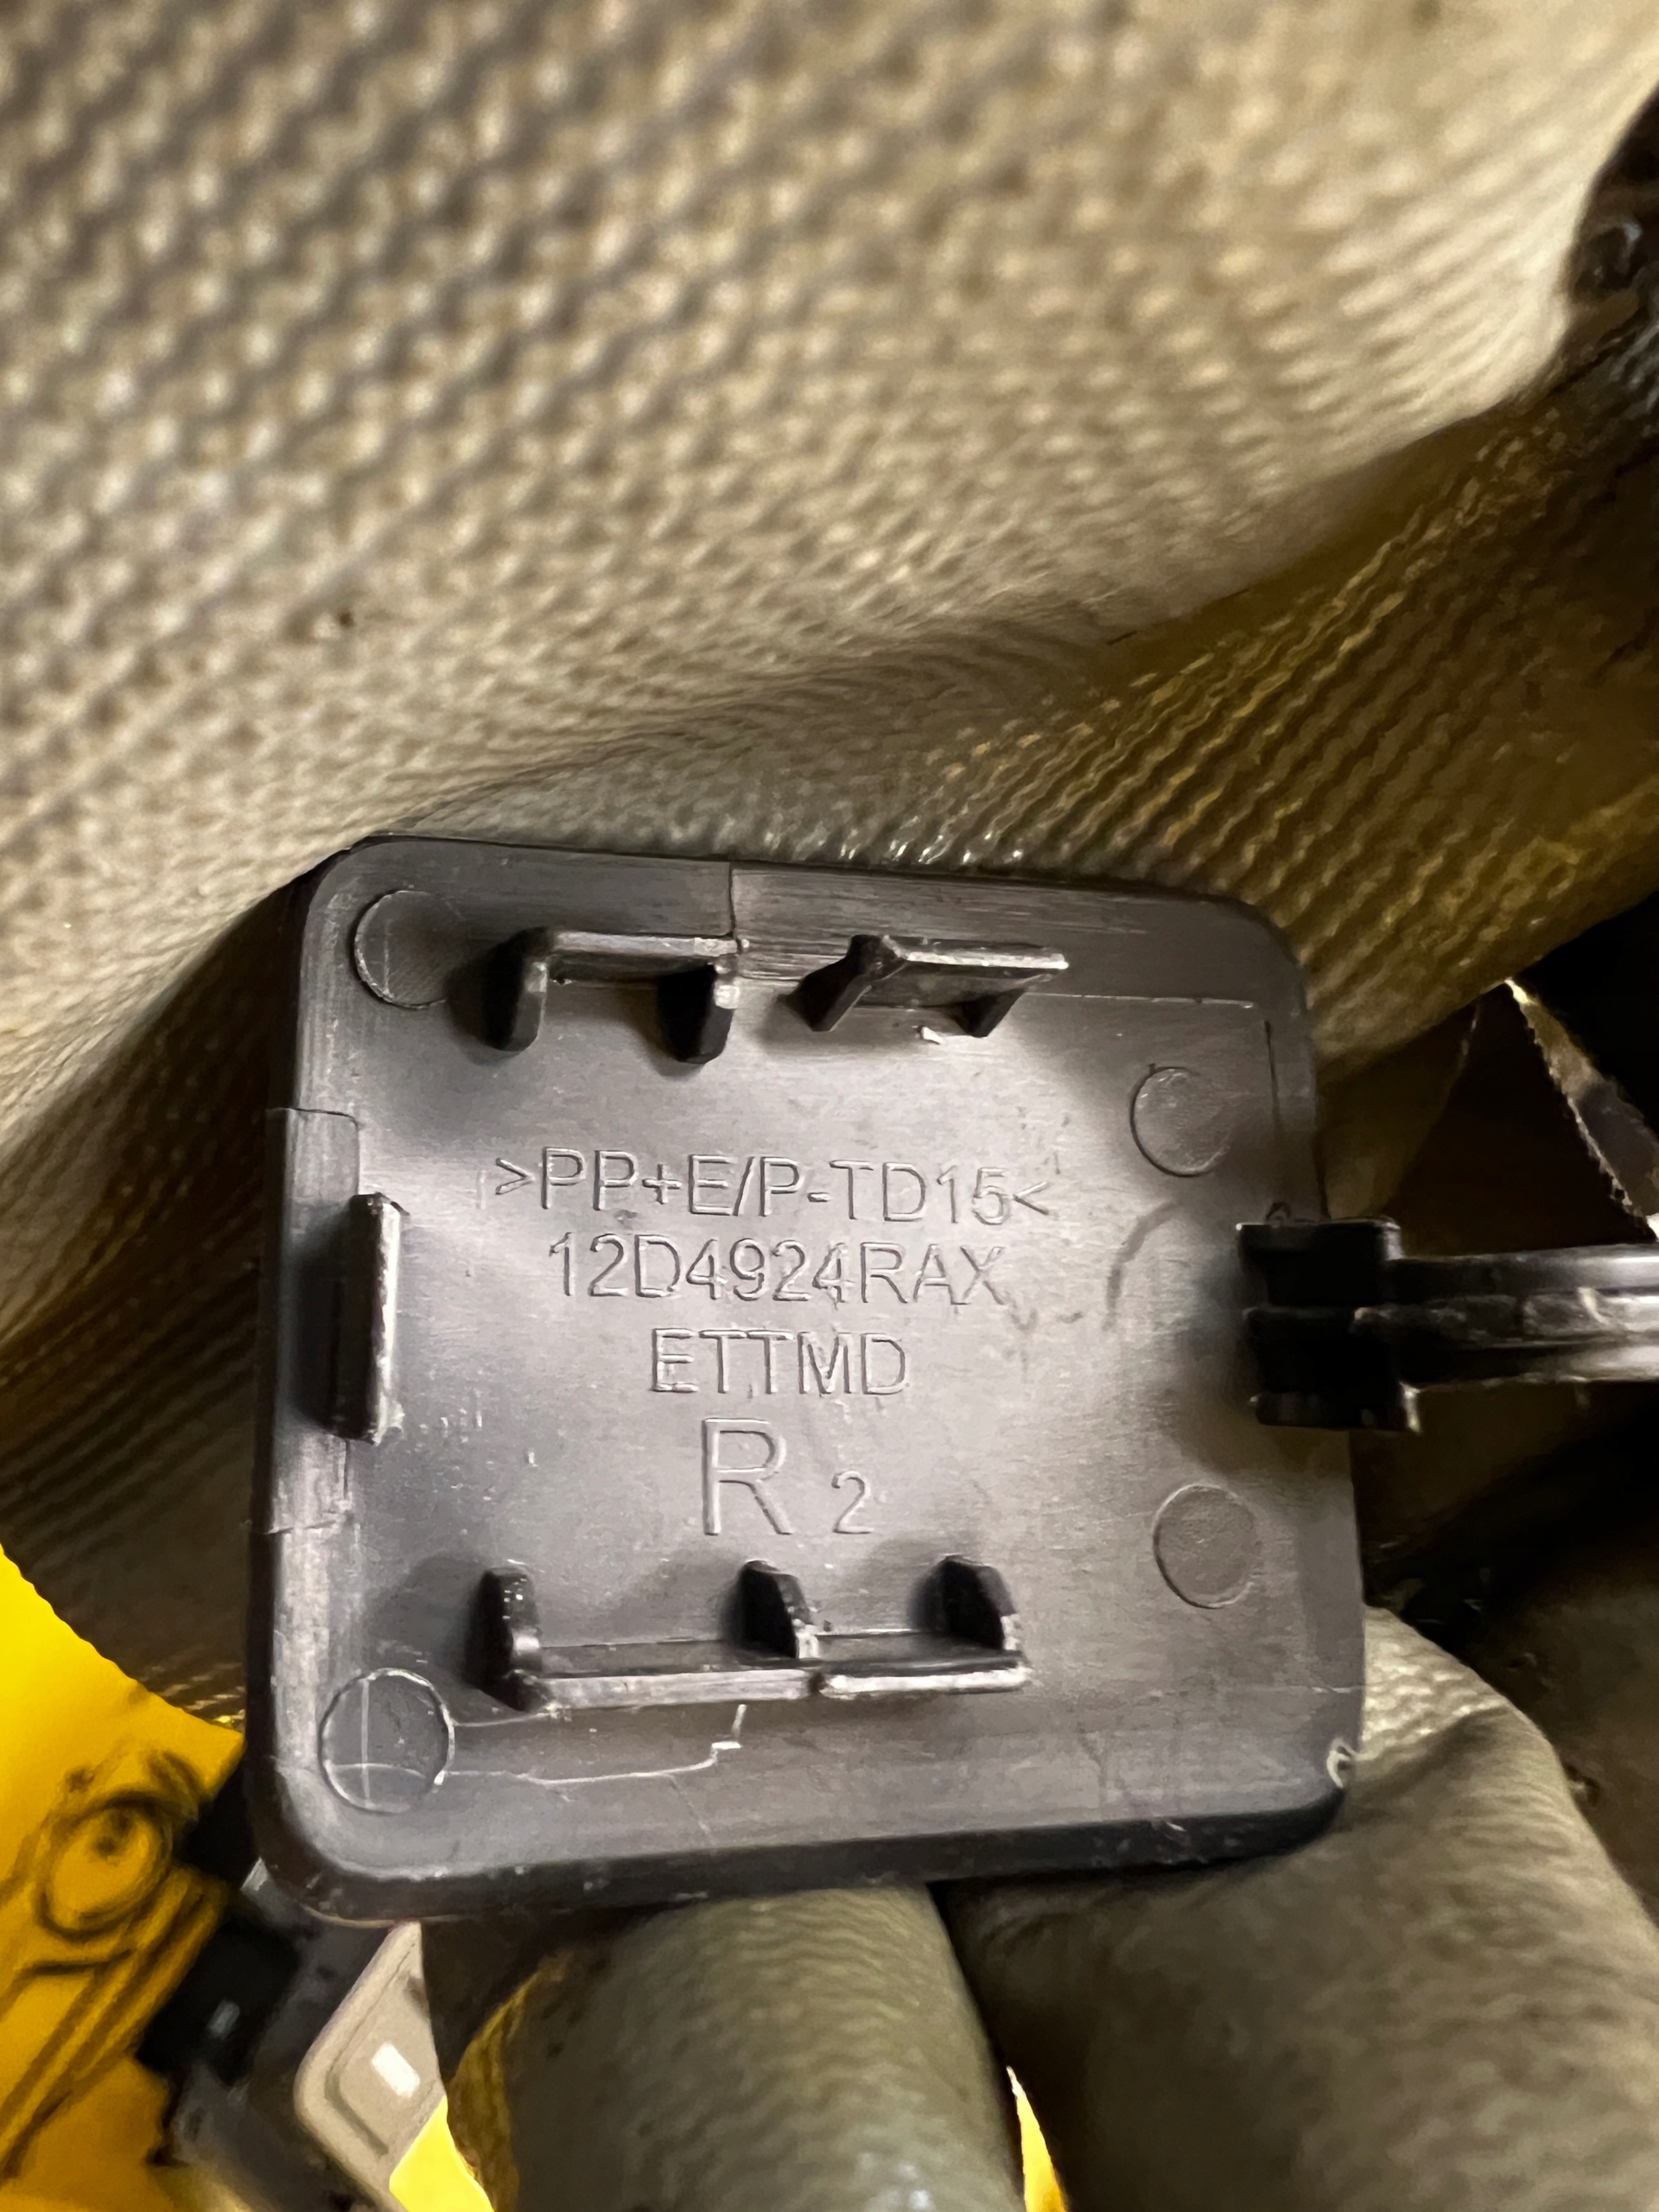 >PP+E/P-TD15<
12D4924RAX
ETTMD
R 2